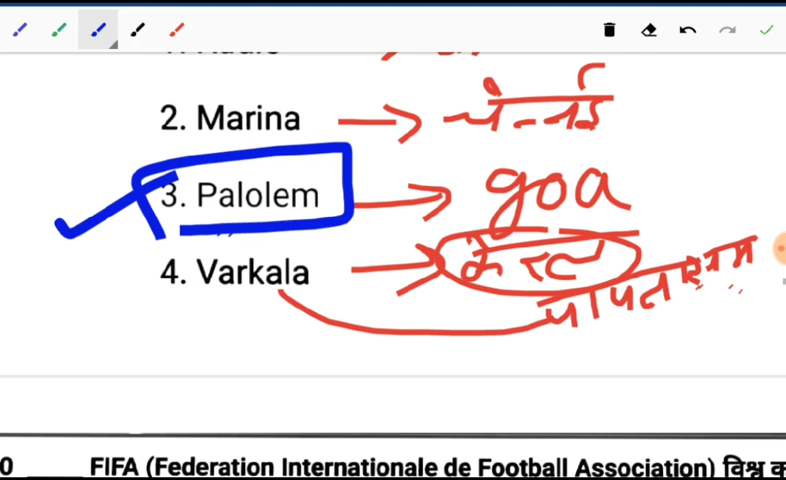 2. Marina → चेन्नई
3. Palolem → goa
4. Varkala → केरल
FIFA (Federation Internationale de Football Association) विश्व